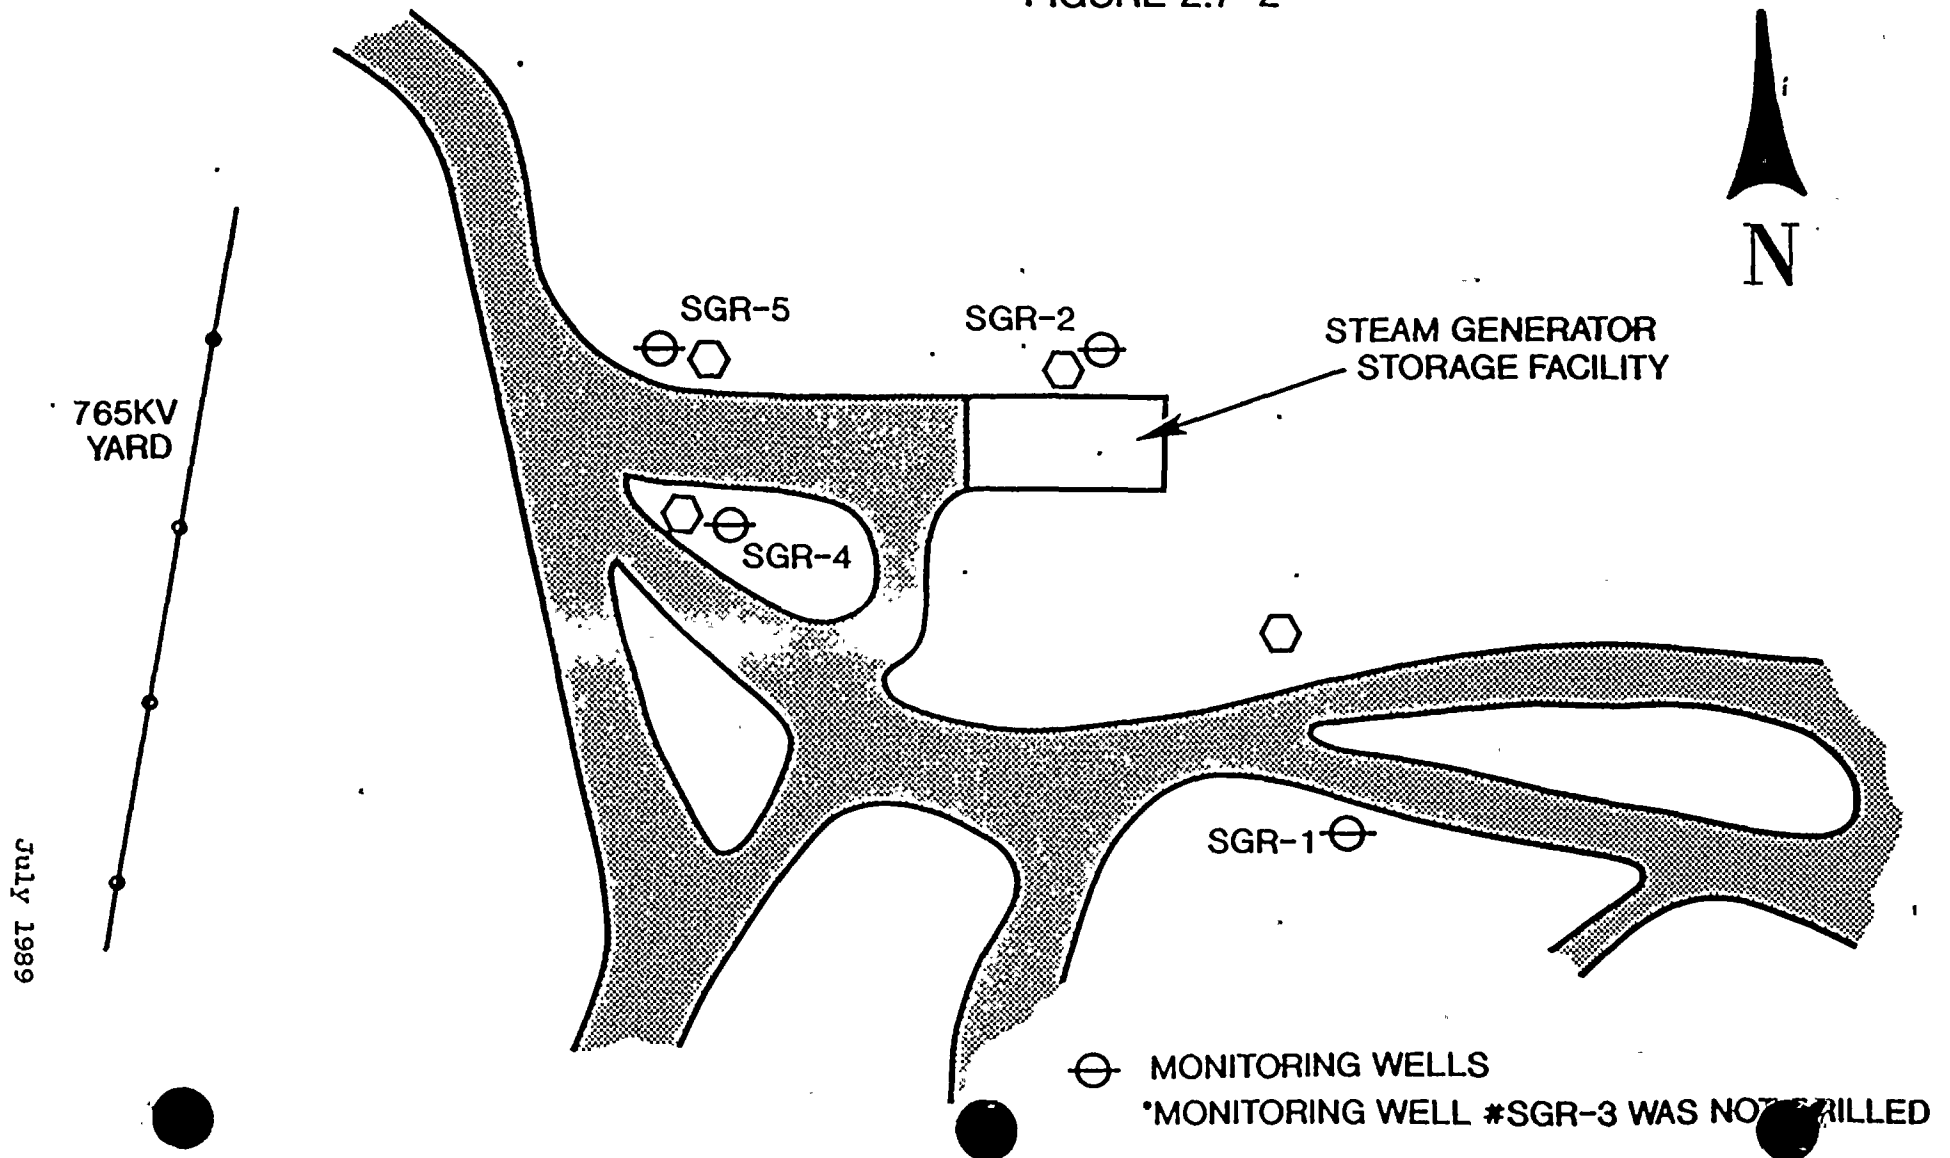 FIGURE 2.7-2
N
SGR-5
SGR-2
STEAM GENERATOR
STORAGE FACILITY
765KV
YARD
SGR-4
SGR-1
July 1989
MONITORING WELLS
*MONITORING WELL #SGR-3 WAS NOT DRILLED